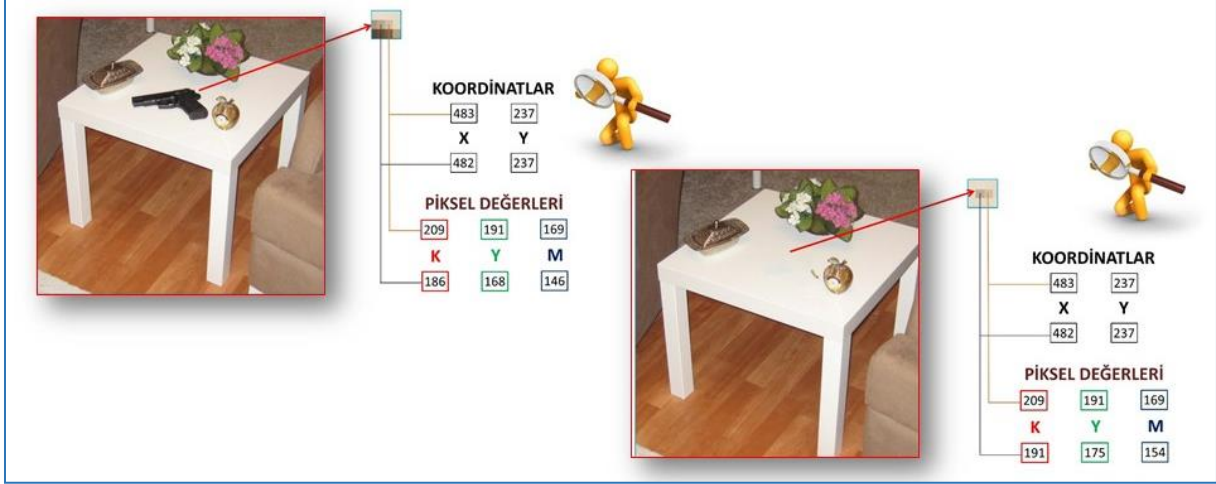 KOORDİNATLAR
483 237
X Y
482 237
PİKSEL DEĞERLERİ
209 191 169
K Y M
186 168 146
KOORDİNATLAR
483 237
X Y
482 237
PİKSEL DEĞERLERİ
209 191 169
K Y M
191 175 154